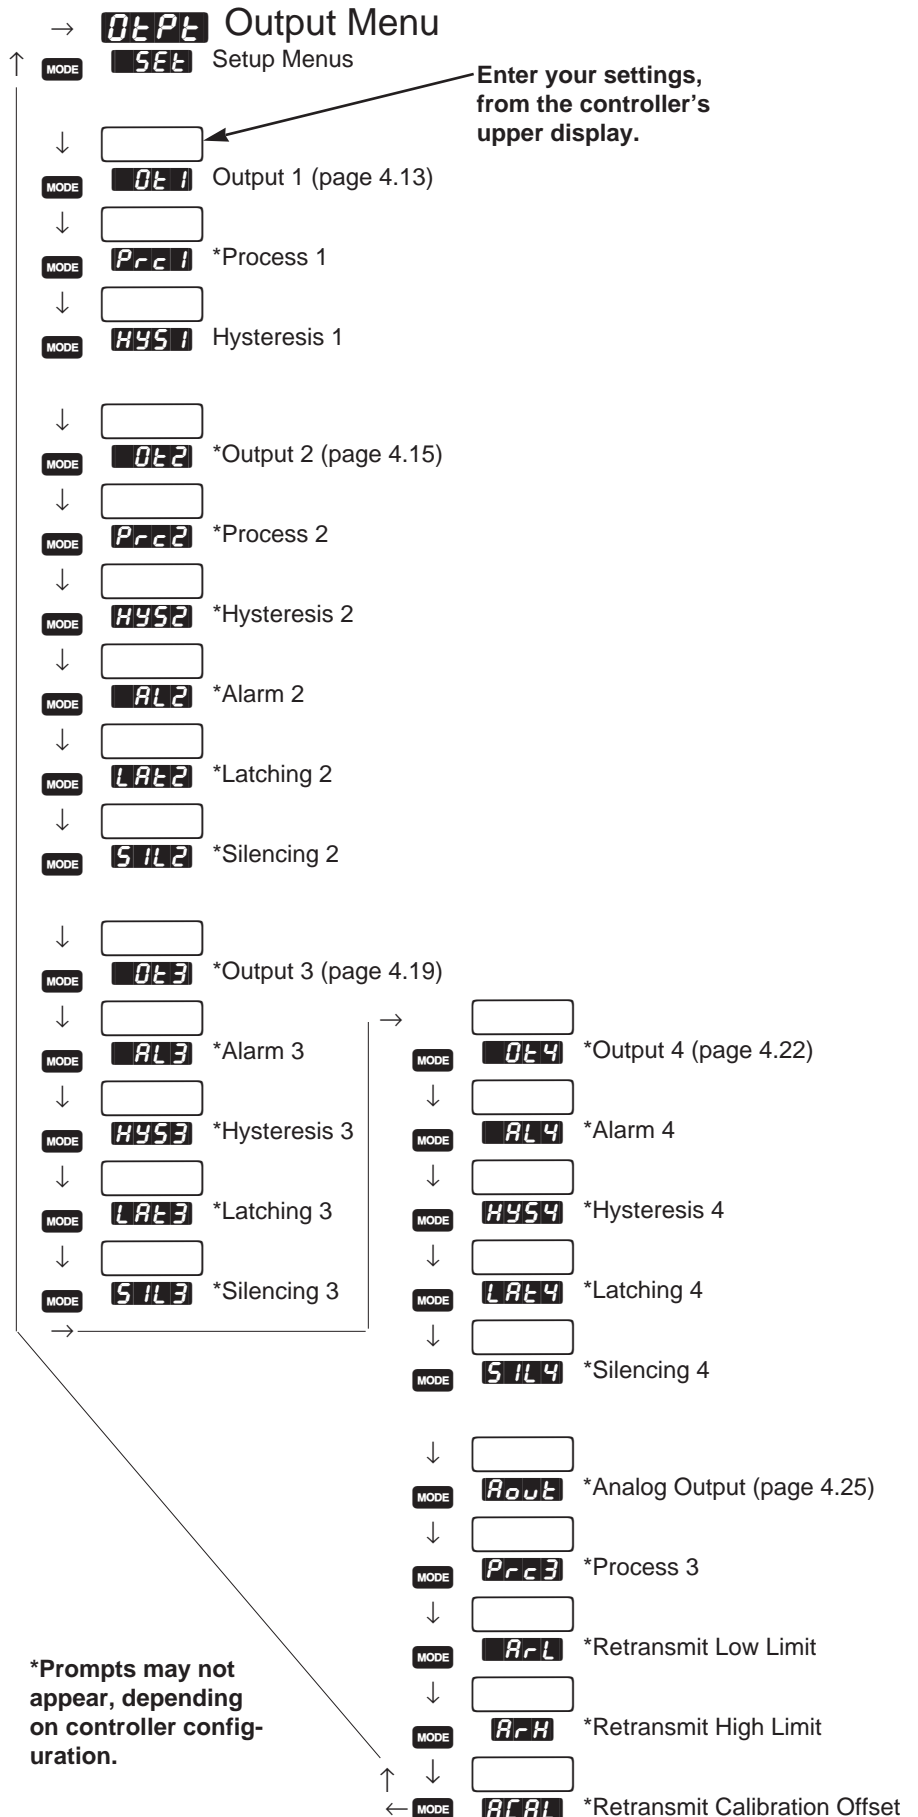 → OtPt Output Menu
↑ MODE SEt Setup Menus
Enter your settings,
from the controller's
upper display.
↓
MODE Ot1 Output 1 (page 4.13)
↓
MODE Prc1 *Process 1
↓
MODE HYS1 Hysteresis 1
↓
MODE Ot2 *Output 2 (page 4.15)
↓
MODE Prc2 *Process 2
↓
MODE HYS2 *Hysteresis 2
↓
MODE AL2 *Alarm 2
↓
MODE LAt2 *Latching 2
↓
MODE SIL2 *Silencing 2
↓
MODE Ot3 *Output 3 (page 4.19)
↓
MODE AL3 *Alarm 3
↓
MODE HYS3 *Hysteresis 3
↓
MODE LAt3 *Latching 3
↓
MODE SIL3 *Silencing 3
→
→
MODE Ot4 *Output 4 (page 4.22)
↓
MODE AL4 *Alarm 4
↓
MODE HYS4 *Hysteresis 4
↓
MODE LAt4 *Latching 4
↓
MODE SIL4 *Silencing 4
↓
MODE Aout *Analog Output (page 4.25)
↓
MODE Prc3 *Process 3
↓
MODE ArL *Retransmit Low Limit
↓
MODE ArH *Retransmit High Limit
↑ ↓
← MODE ACAL *Retransmit Calibration Offset
*Prompts may not
appear, depending
on controller config-
uration.